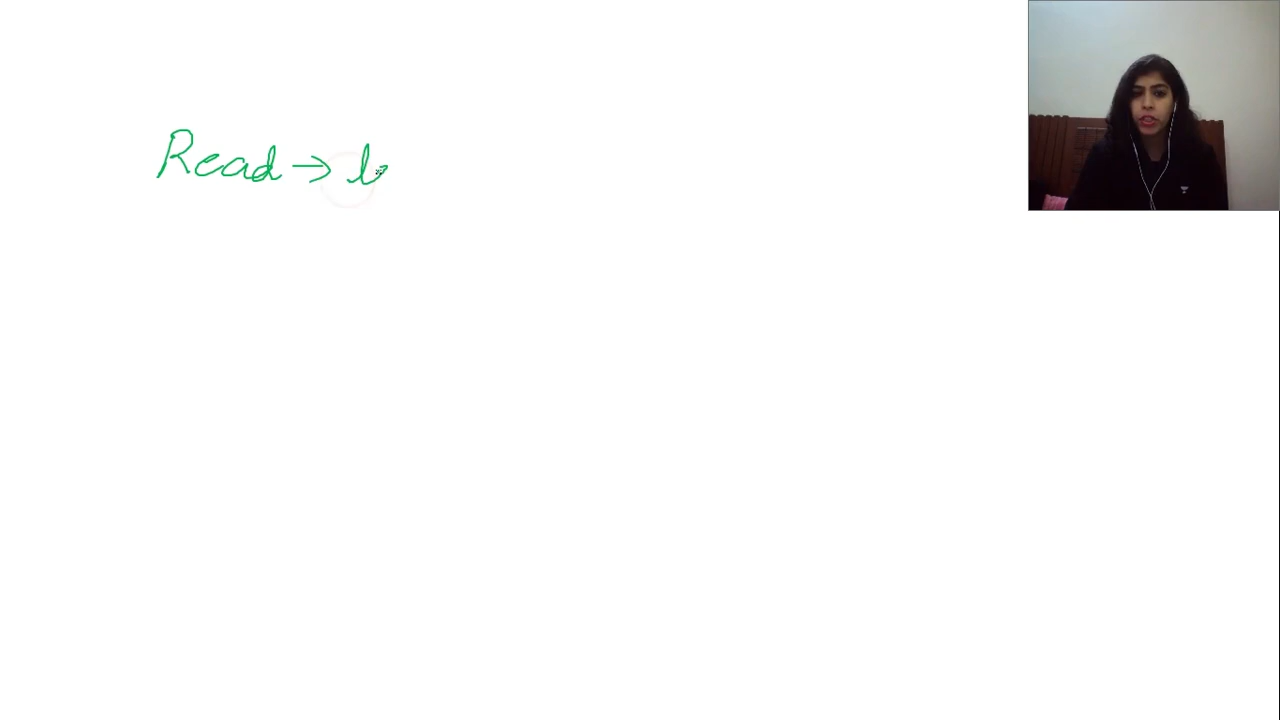 Read →